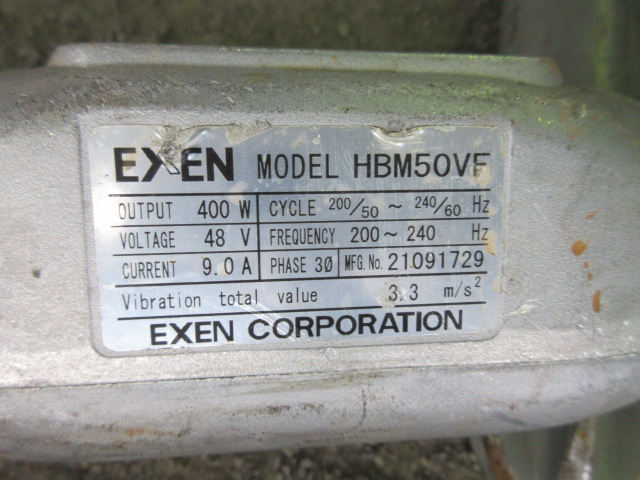 EXEN MODEL HBM50VF
OUTPUT 400 W CYCLE 200/50 ~ 240/60 Hz
VOLTAGE 48 V FREQUENCY 200~240 Hz
CURRENT 9.0 A PHASE 3Ø MFG.No. 21091729
Vibration total value 3.3 m/s²
EXEN CORPORATION